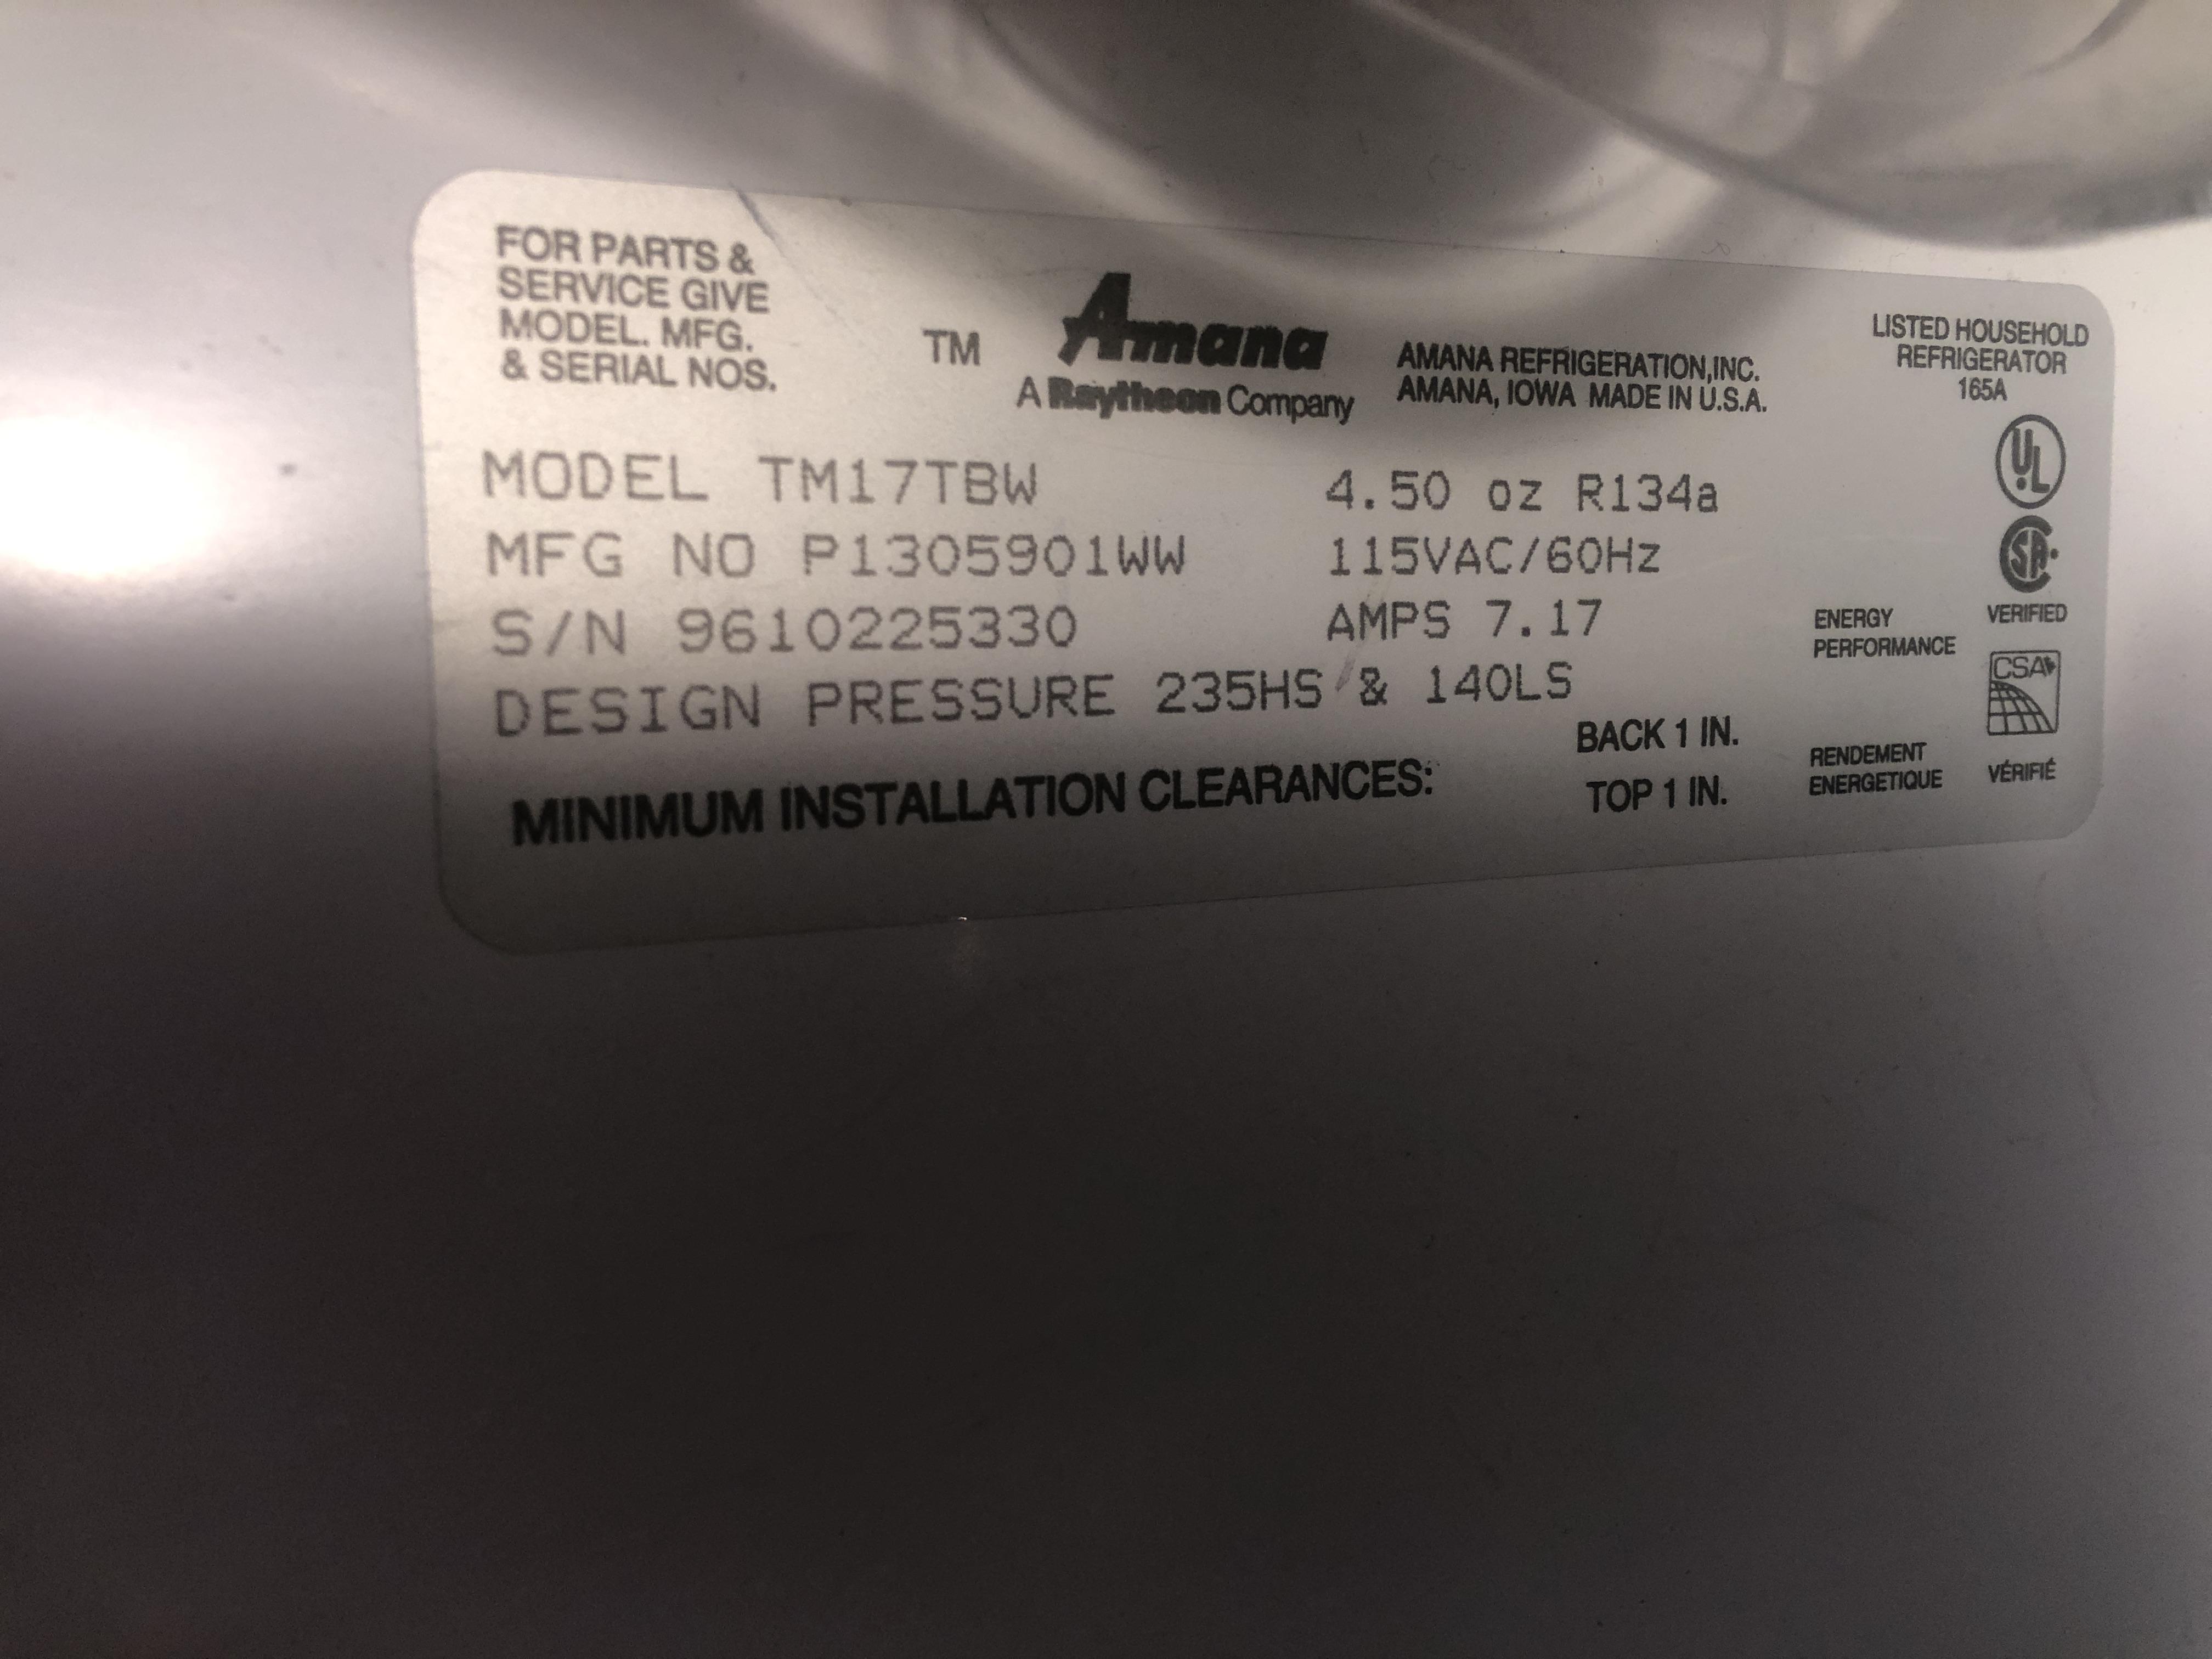 FOR PARTS &
SERVICE GIVE
MODEL. MFG.
& SERIAL NOS.
TM
Amana
A Raytheon Company
AMANA REFRIGERATION,INC.
AMANA, IOWA MADE IN U.S.A.
LISTED HOUSEHOLD
REFRIGERATOR
165A
UL
MODEL TM17TBW
4.50 oz R134a
MFG NO P1305901WW
115VAC/60Hz
SA
S/N 9610225330
AMPS 7.17
ENERGY
PERFORMANCE
VERIFIED
DESIGN PRESSURE 235HS & 140LS
CSA
MINIMUM INSTALLATION CLEARANCES:
BACK 1 IN.
TOP 1 IN.
RENDEMENT
ENERGETIQUE
VÉRIFIÉ